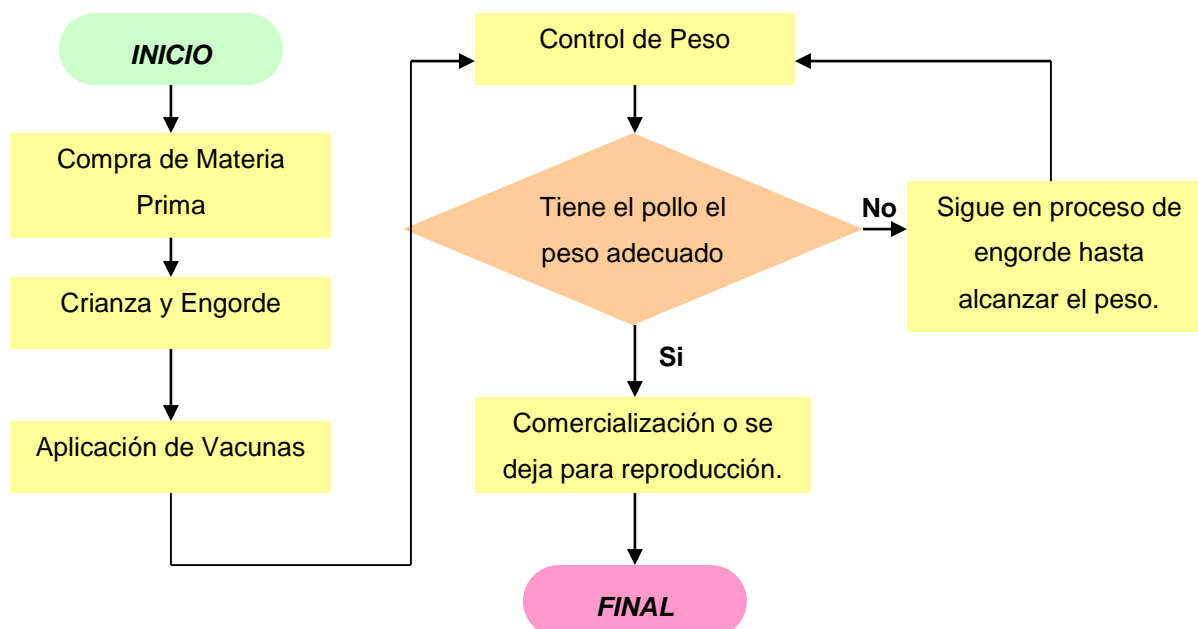 INICIO
Compra de Materia
Prima
Crianza y Engorde
Aplicación de Vacunas
Control de Peso
Tiene el pollo el
peso adecuado
No
Sigue en proceso de
engorde hasta
alcanzar el peso.
Si
Comercialización o se
deja para reproducción.
FINAL